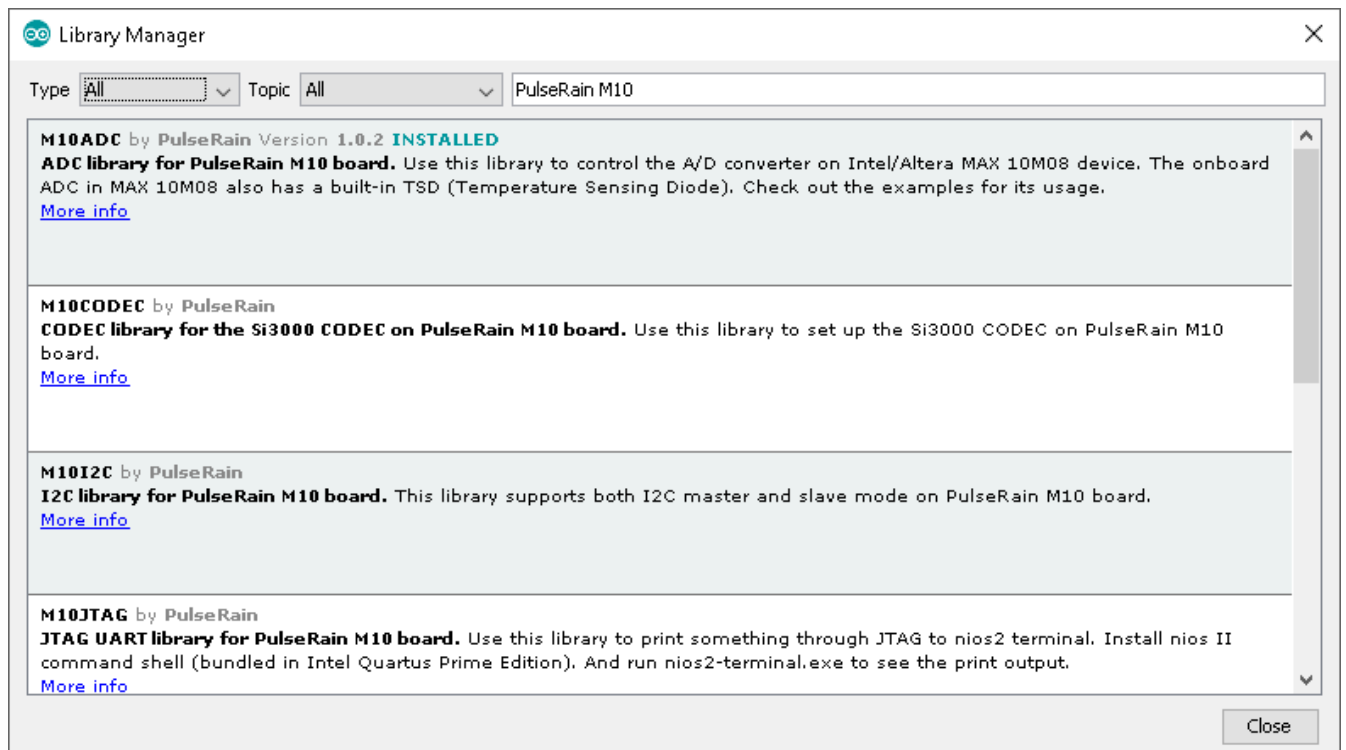 Library Manager
Type All Topic All PulseRain M10
M10ADC by PulseRain Version 1.0.2 INSTALLED
ADC library for PulseRain M10 board. Use this library to control the A/D converter on Intel/Altera MAX 10M08 device. The onboard
ADC in MAX 10M08 also has a built-in TSD (Temperature Sensing Diode). Check out the examples for its usage.
More info
M10CODEC by PulseRain
CODEC library for the Si3000 CODEC on PulseRain M10 board. Use this library to set up the Si3000 CODEC on PulseRain M10
board.
More info
M10I2C by PulseRain
I2C library for PulseRain M10 board. This library supports both I2C master and slave mode on PulseRain M10 board.
More info
M10JTAG by PulseRain
JTAG UART library for PulseRain M10 board. Use this library to print something through JTAG to nios2 terminal. Install nios II
command shell (bundled in Intel Quartus Prime Edition). And run nios2-terminal.exe to see the print output.
More info
Close